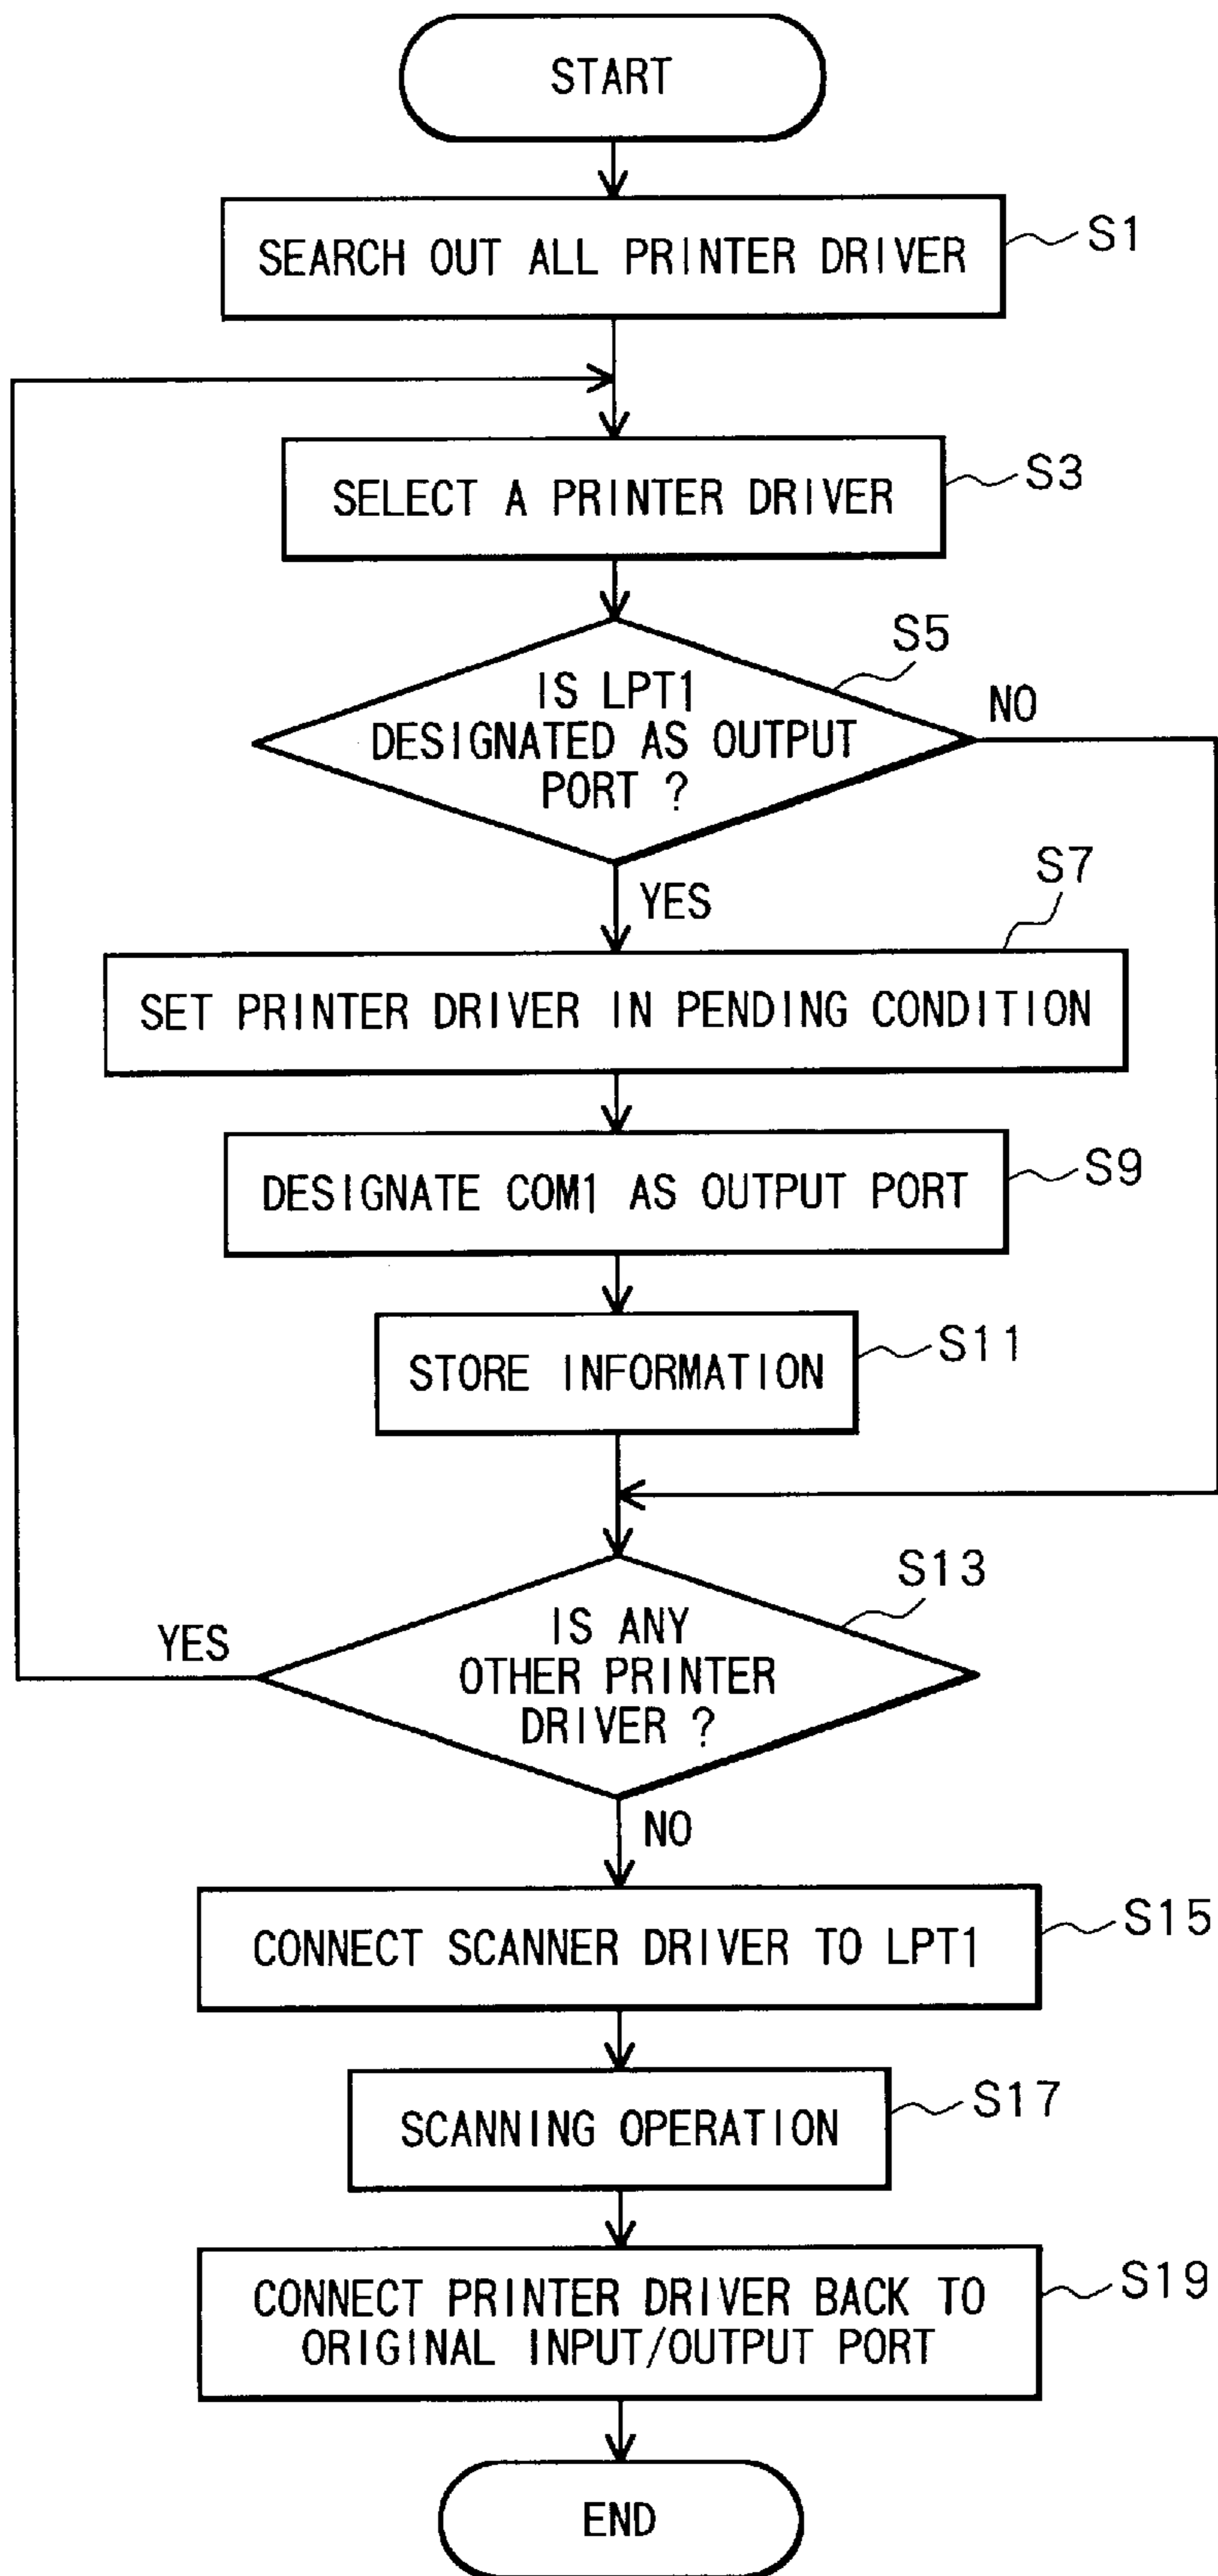 START
SEARCH OUT ALL PRINTER DRIVER
S1
SELECT A PRINTER DRIVER
S3
S5
IS LPT1
DESIGNATED AS OUTPUT
PORT ?
NO
YES
S7
SET PRINTER DRIVER IN PENDING CONDITION
DESIGNATE COM1 AS OUTPUT PORT
S9
STORE INFORMATION
S11
S13
IS ANY
OTHER PRINTER
DRIVER ?
YES
NO
CONNECT SCANNER DRIVER TO LPT1
S15
SCANNING OPERATION
S17
CONNECT PRINTER DRIVER BACK TO
ORIGINAL INPUT/OUTPUT PORT
S19
END